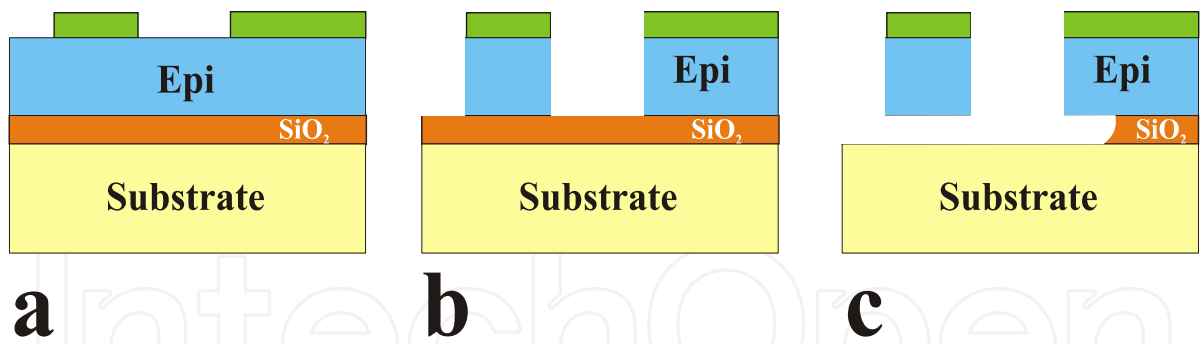 Epi
SiO₂
Substrate
a
Epi
SiO₂
Substrate
b
Epi
SiO₂
Substrate
c
IntechOpen